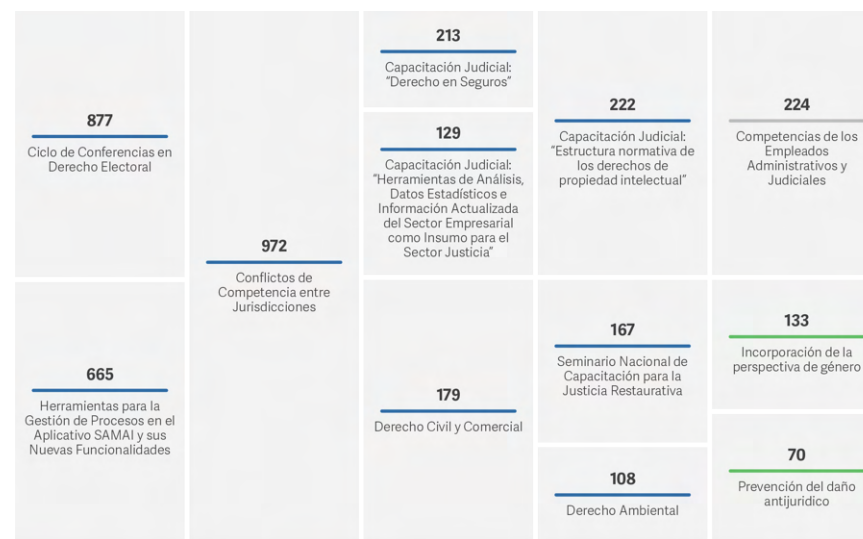 877
Ciclo de Conferencias en
Derecho Electoral
665
Herramientas para la
Gestión de Procesos en el
Aplicativo SAMAI y sus
Nuevas Funcionalidades
972
Conflictos de
Competencia entre
Jurisdicciones
213
Capacitación Judicial:
"Derecho en Seguros"
129
Capacitación Judicial:
"Herramientas de Análisis,
Datos Estadísticos e
Información Actualizada
del Sector Empresarial
como Insumo para el
Sector Justicia"
179
Derecho Civil y Comercial
222
Capacitación Judicial:
"Estructura normativa de
los derechos de
propiedad intelectual"
167
Seminario Nacional de
Capacitación para la
Justicia Restaurativa
108
Derecho Ambiental
224
Competencias de los
Empleados
Administrativos y
Judiciales
133
Incorporación de la
perspectiva de género
70
Prevención del daño
antijuridico